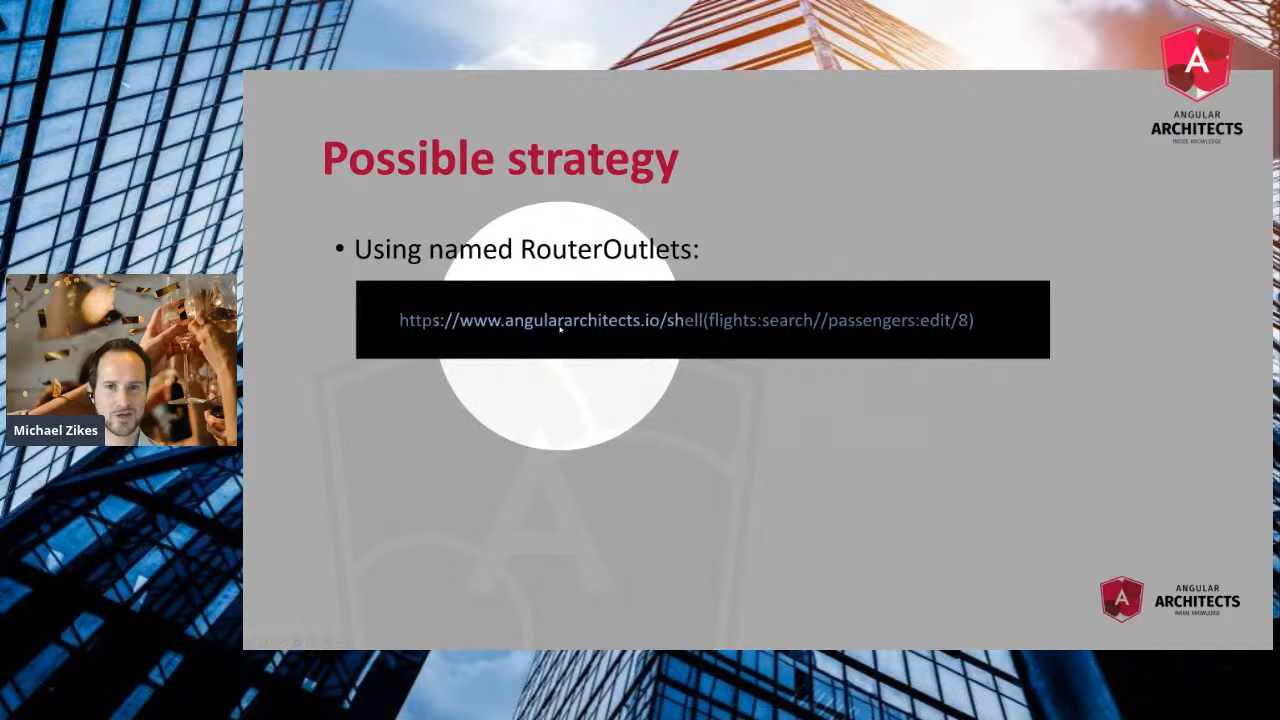 ANGULAR
ARCHITECTS
INSIDE KNOWLEDGE
Possible strategy
• Using named RouterOutlets:
https://www.angulararchitects.io/shell(flights:search//passengers:edit/8)
Michael Zikes
ANGULAR
ARCHITECTS
INSIDE KNOWLEDGE